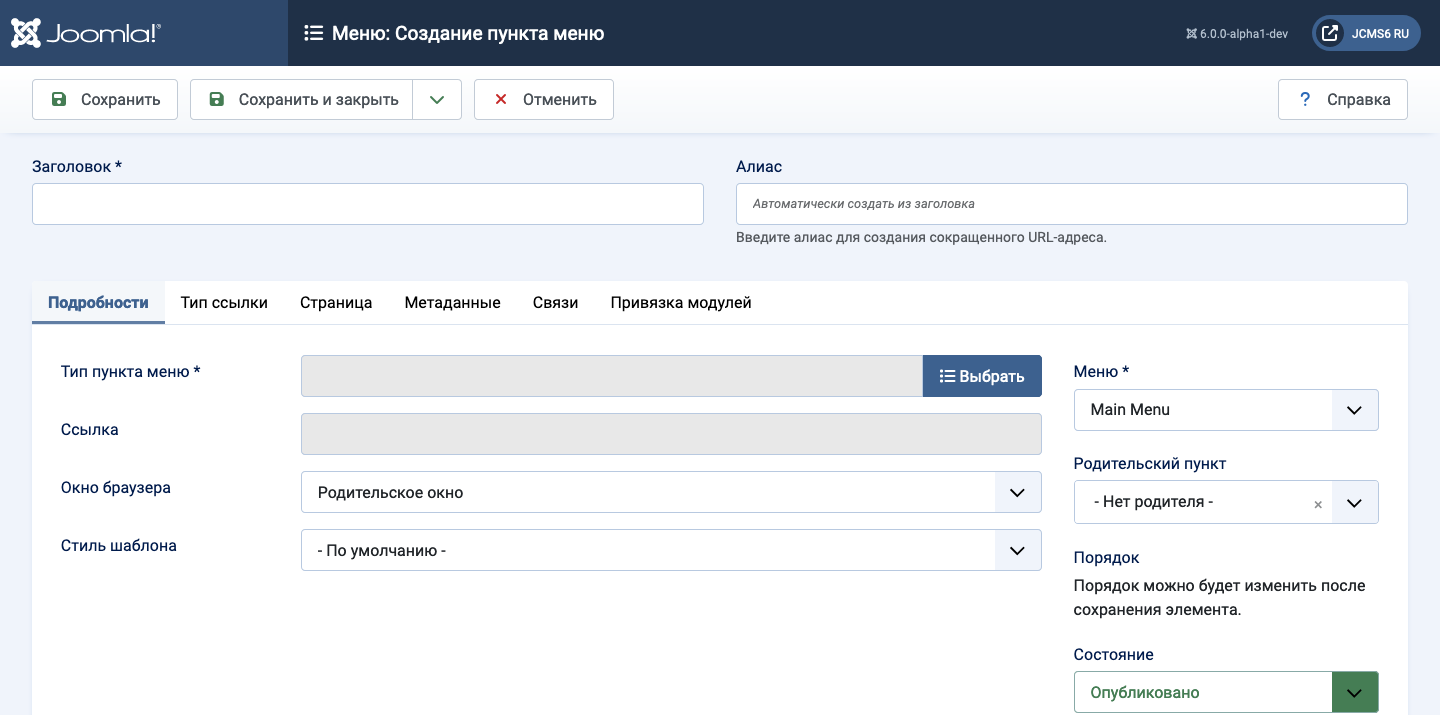 Joomla!®
Меню: Создание пункта меню
6.0.0-alpha1-dev
JCMS6 RU
Сохранить
Сохранить и закрыть
Отменить
? Справка
Заголовок *
Алиас
Автоматически создать из заголовка
Введите алиас для создания сокращенного URL-адреса.
Подробности Тип ссылки Страница Метаданные Связи Привязка модулей
Тип пункта меню *
Выбрать
Ссылка
Окно браузера
Родительское окно
Стиль шаблона
- По умолчанию -
Меню *
Main Menu
Родительский пункт
- Нет родителя - ×
Порядок
Порядок можно будет изменить после
сохранения элемента.
Состояние
Опубликовано